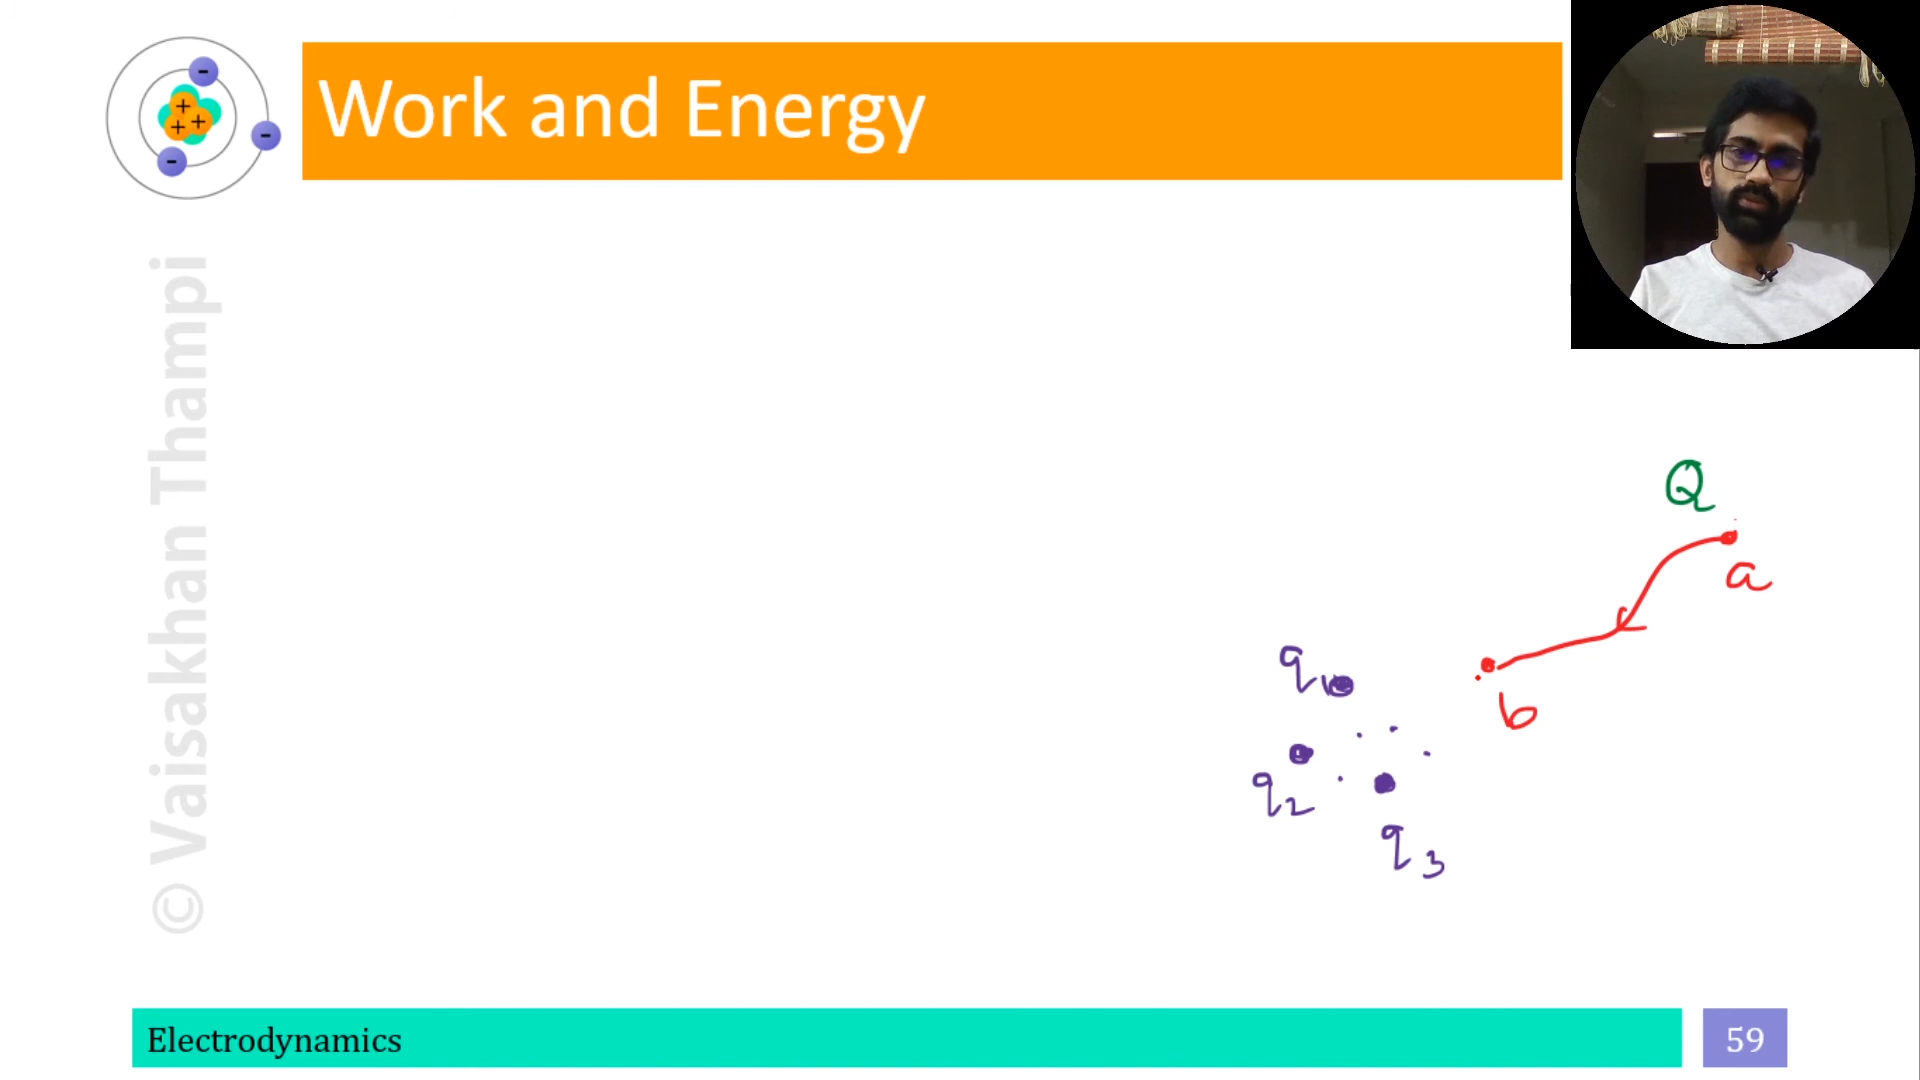 Work and Energy
© Vaisakhan Thampi
Q
a
b
q1
q2
q3
Electrodynamics
59